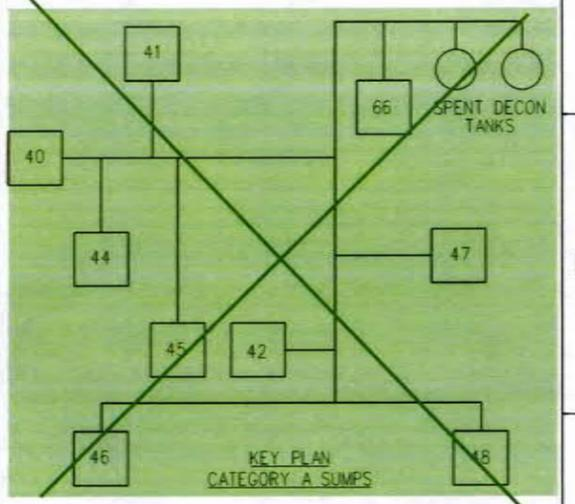 41
66
SPENT DECON
TANKS
40
44
47
45
42
46
48
KEY PLAN
CATEGORY A SUMPS